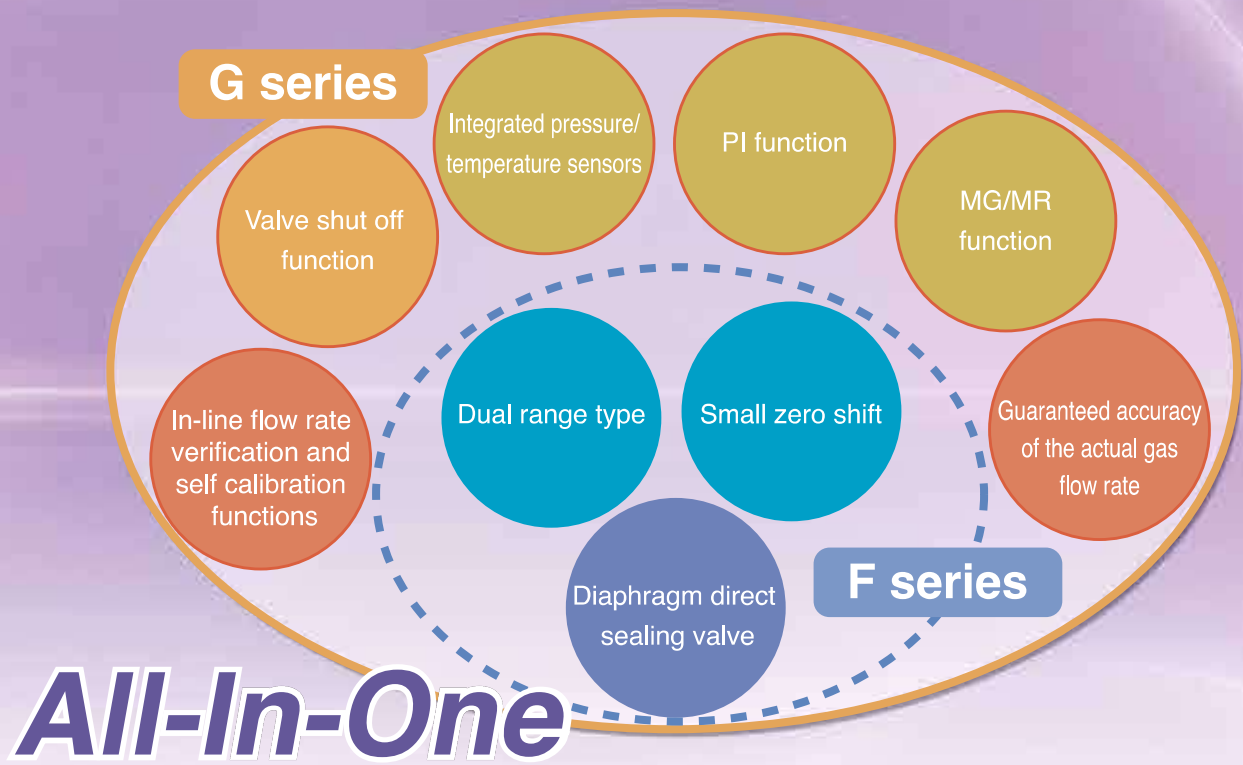 G series
Integrated pressure/
temperature sensors
PI function
MG/MR
function
Valve shut off
function
In-line flow rate
verification and
self calibration
functions
Dual range type
Small zero shift
Guaranteed accuracy
of the actual gas
flow rate
Diaphragm direct
sealing valve
F series
All-In-One